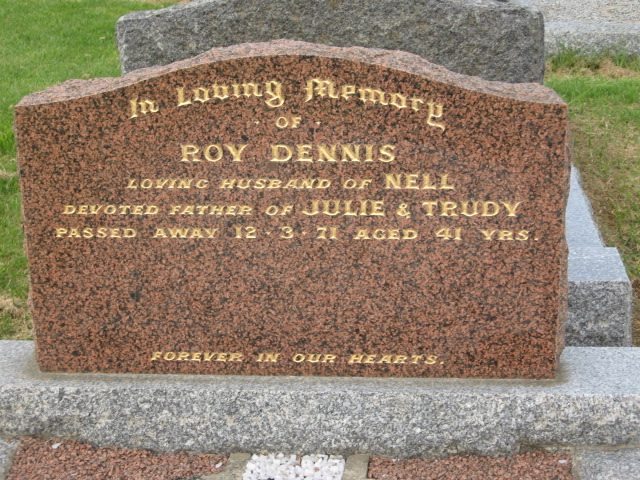 In Loving Memory
· OF ·
ROY DENNIS
LOVING HUSBAND OF NELL
DEVOTED FATHER OF JULIE & TRUDY
PASSED AWAY 12·3·71 AGED 41 YRS.
FOREVER IN OUR HEARTS.